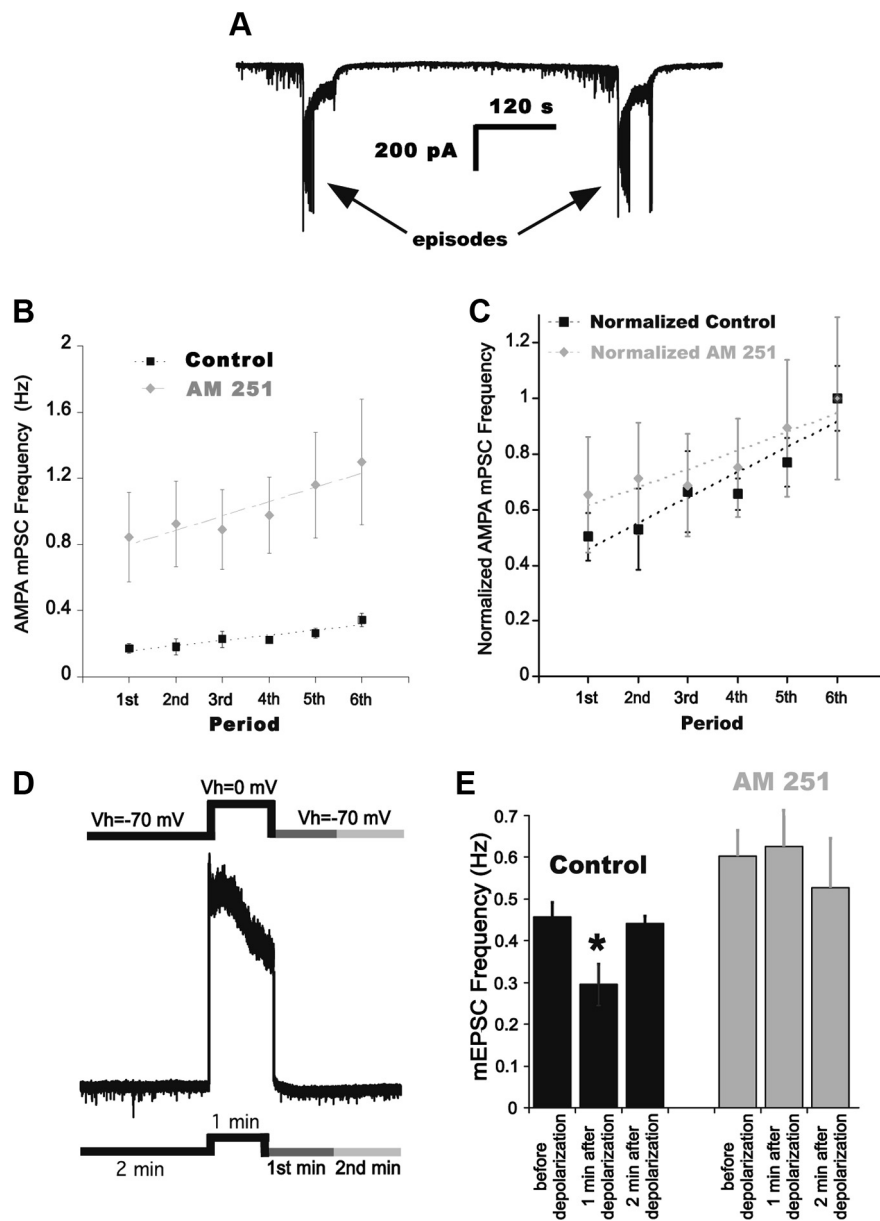 A
120 s
200 pA
episodes
B
AMPA mPSC Frequency (Hz)
2
1.6
1.2
0.8
0.4
0
Control
AM 251
1st 2nd 3rd 4th 5th 6th
Period
C
Normalized AMPA mPSC Frequency
1.2
1
0.8
0.6
0.4
0.2
0
Normalized Control
Normalized AM 251
1st 2nd 3rd 4th 5th 6th
Period
D
Vh=0 mV
Vh=-70 mV
Vh=-70 mV
1 min
2 min
1st min
2nd min
E
AM 251
Control
*
mEPSC Frequency (Hz)
0.7
0.6
0.5
0.4
0.3
0.2
0.1
0
before
depolarization
1 min after
depolarization
2 min after
depolarization
before
depolarization
1 min after
depolarization
2 min after
depolarization